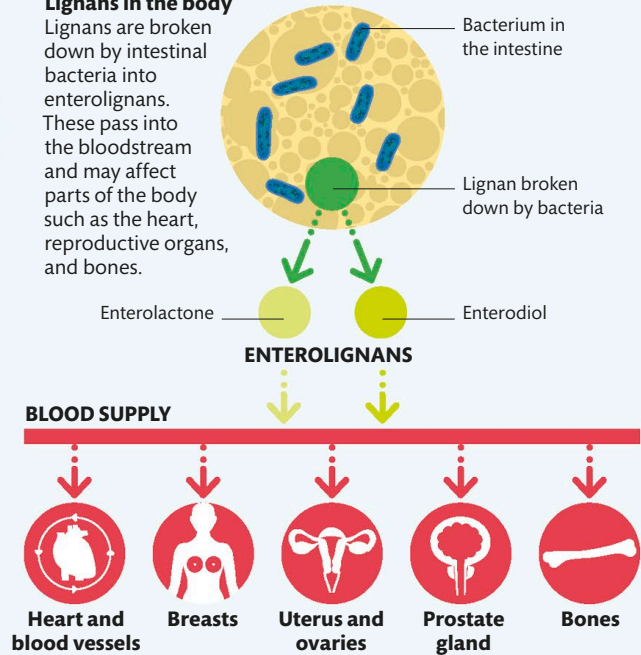 Lignans in the body
Lignans are broken
down by intestinal
bacteria into
enterolignans.
These pass into
the bloodstream
and may affect
parts of the body
such as the heart,
reproductive organs,
and bones.
Bacterium in
the intestine
Lignan broken
down by bacteria
Enterolactone
Enterodiol
ENTEROLIGNANS
BLOOD SUPPLY
Heart and
blood vessels
Breasts
Uterus and
ovaries
Prostate
gland
Bones